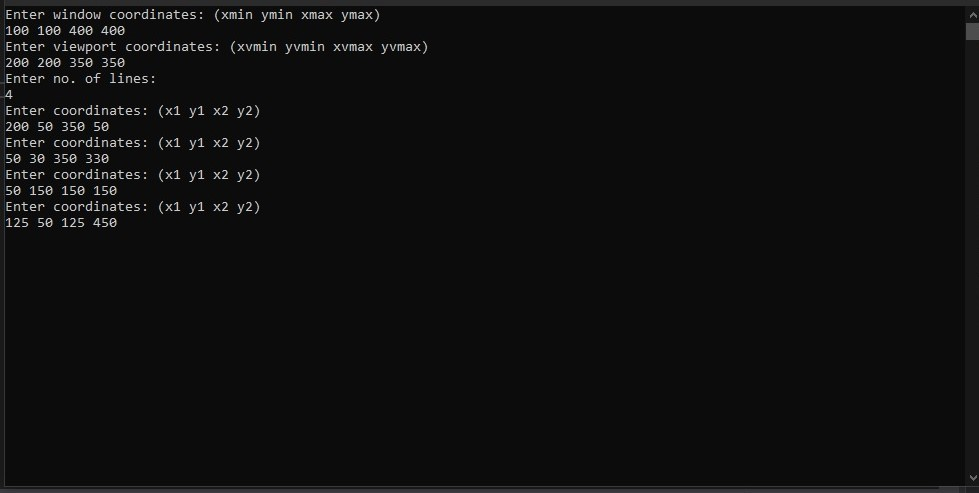 Enter window coordinates: (xmin ymin xmax ymax)
100 100 400 400
Enter viewport coordinates: (xvmin yvmin xvmax yvmax)
200 200 350 350
Enter no. of lines:
4
Enter coordinates: (x1 y1 x2 y2)
200 50 350 50
Enter coordinates: (x1 y1 x2 y2)
50 30 350 330
Enter coordinates: (x1 y1 x2 y2)
50 150 150 150
Enter coordinates: (x1 y1 x2 y2)
125 50 125 450